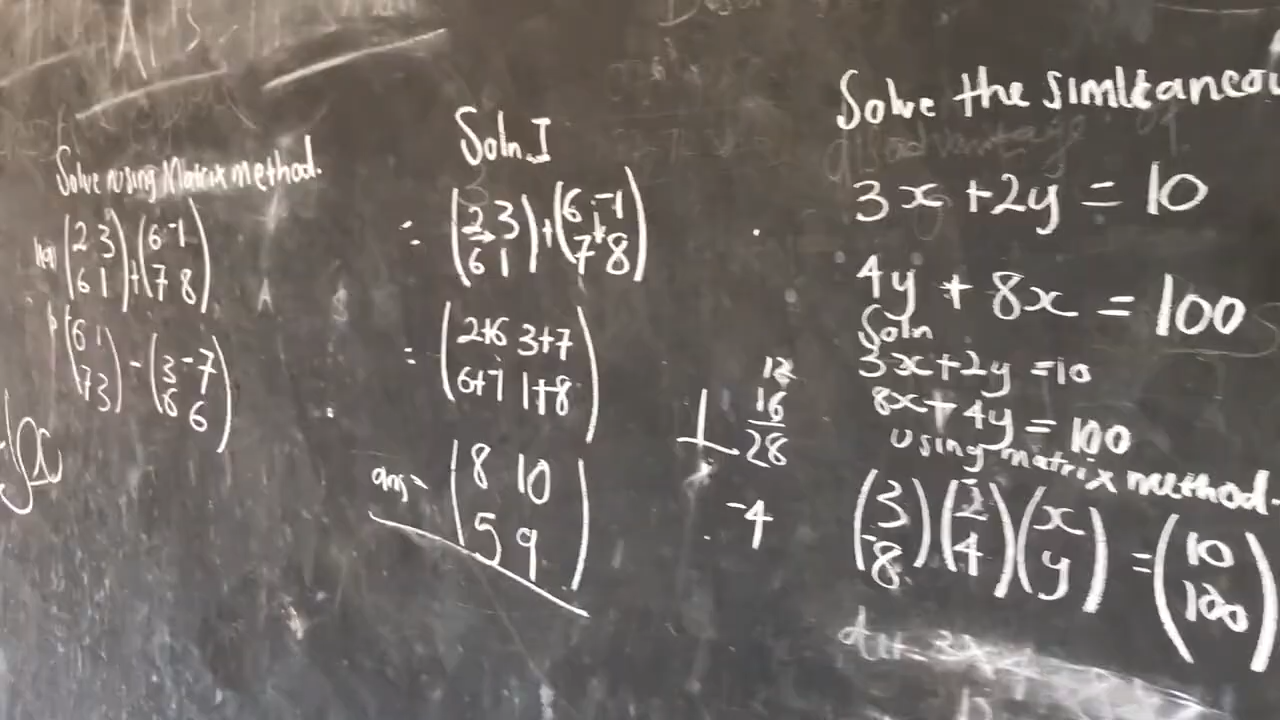 Solve using Matrix method.
(2 3
6 1) + (6 -1
7 8)
(6 1
7 3) - (3 -7
6 6)
Soln I
= (2 3
6 1) + (6 -1
7 8)
= (2+6 3+7
6+7 1+8)
ans = (8 10
5 9)
12
16
28
-4
Solve the simltaneou
3x+2y = 10
4y + 8x = 100
Soln
3x+2y =10
8x+4y = 100
using matrix method-
(3
8)(2
4)(x
y) = (10
100)